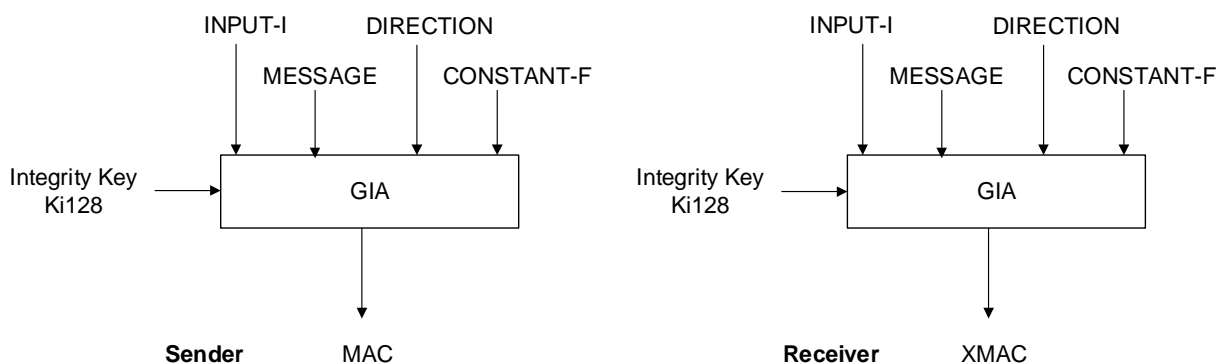 INPUT-I DIRECTION INPUT-I DIRECTION
MESSAGE CONSTANT-F MESSAGE CONSTANT-F
Integrity Key
Ki128
GIA
Integrity Key
Ki128
GIA
Sender MAC Receiver XMAC